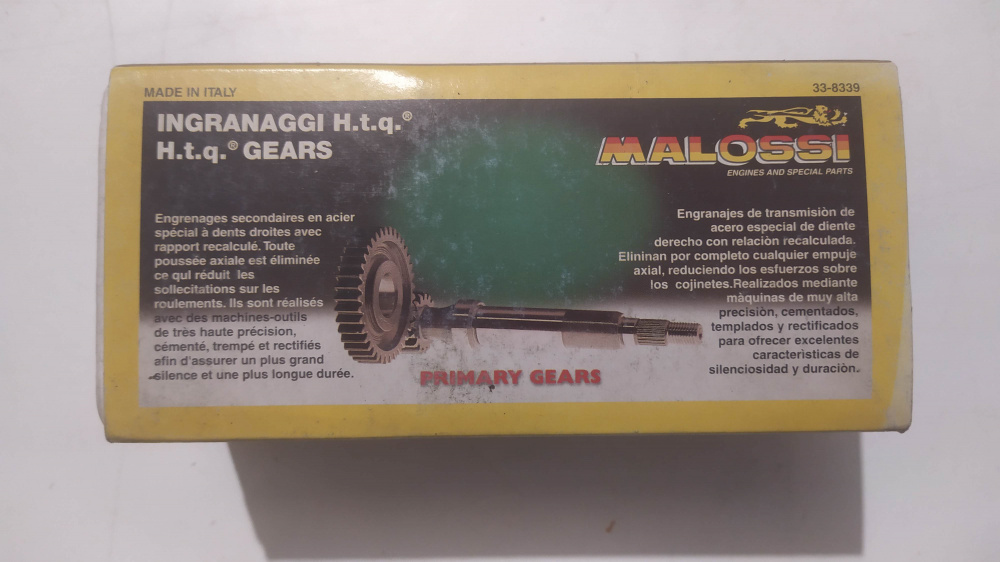 MADE IN ITALY
33-8339
INGRANAGGI H.t.q.®
H.t.q.® GEARS
MALOSSI
ENGINES AND SPECIAL PARTS
Engrenages secondaires en acier
spécial à dents droites avec
rapport recalculé. Toute
poussée axiale est éliminée
ce qui réduit les
sollecitations sur les
roulements. Ils sont réalisés
avec des machines-outils
de très haute précision,
cémenté, trempé et rectifiés
afin d'assurer un plus grand
silence et une plus longue durée.
Engranajes de transmisiòn de
acero especial de diente
derecho con relaciòn recalculada.
Elininan por completo cualquier empuje
axial, reduciendo los esfuerzos sobre
los cojinetes.Realizados mediante
màquinas de muy alta
precisiòn, cementados,
templados y rectificados
para ofrecer excelentes
caracterìsticas de
silenciosidad y duraciòn.
PRIMARY GEARS